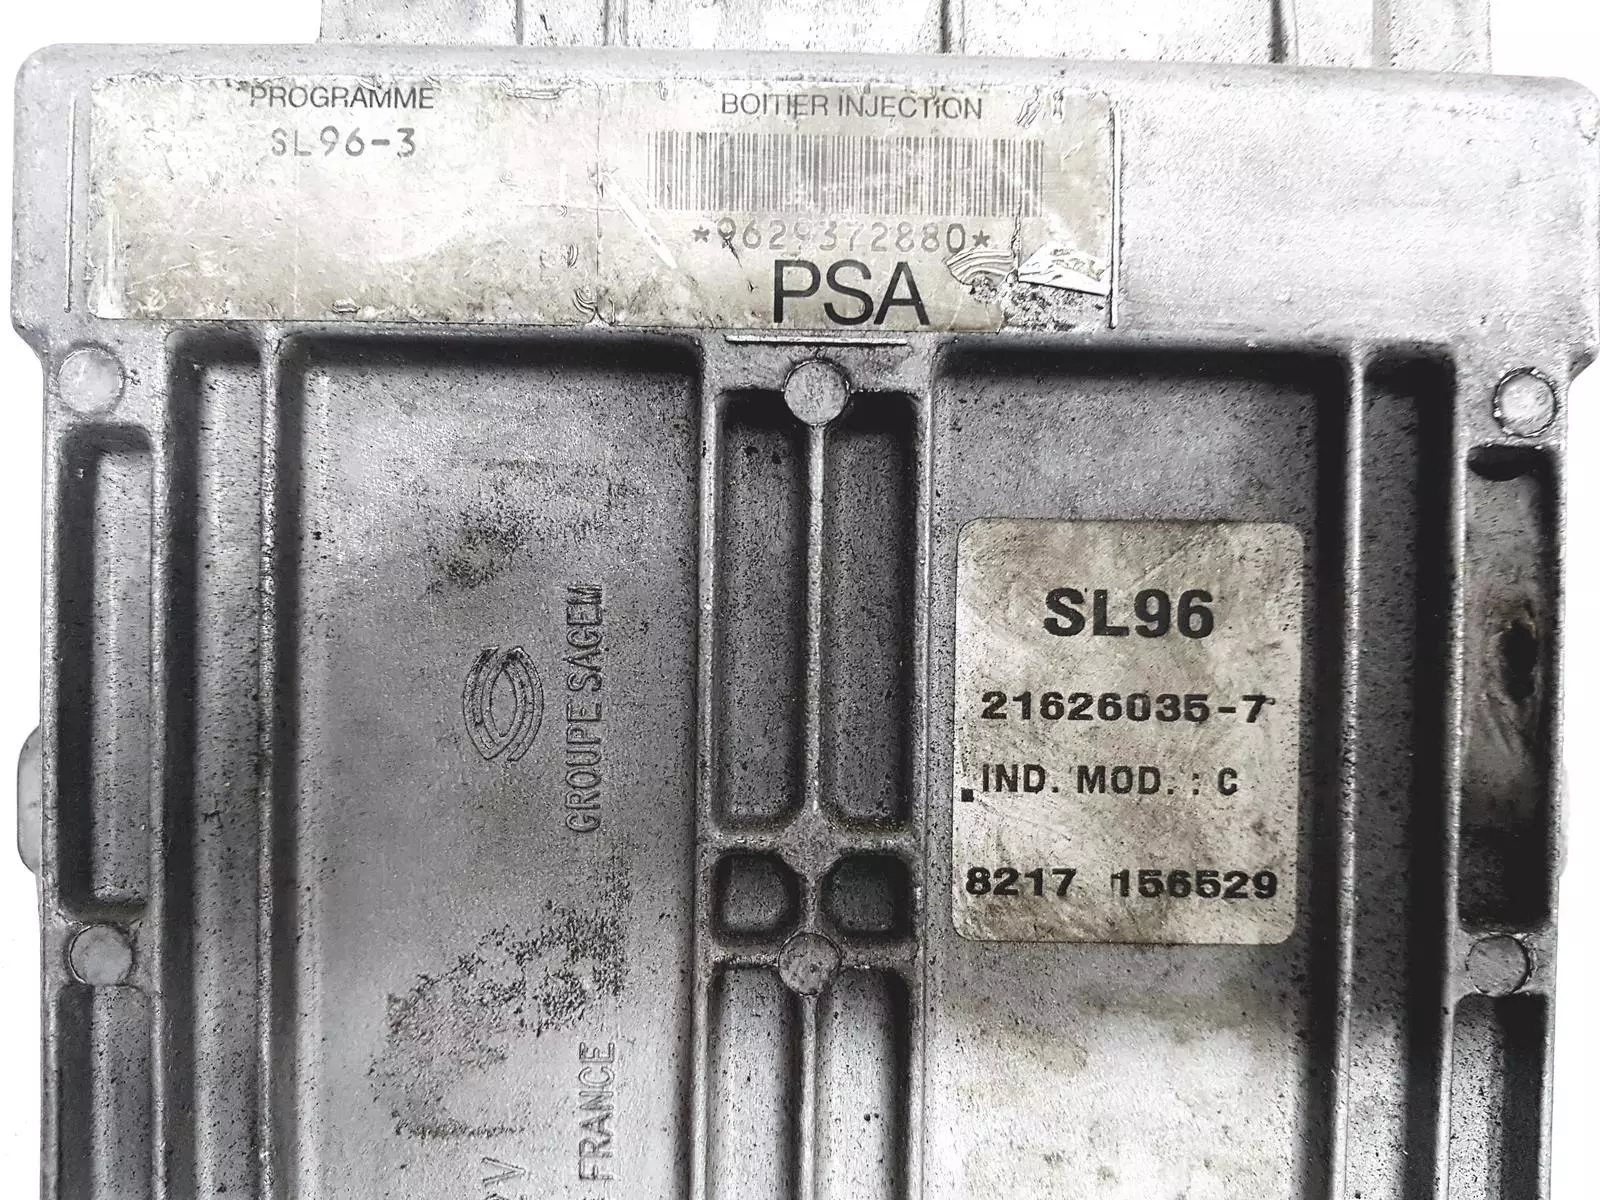 PROGRAMME
SL96-3
BOITIER INJECTION
*9629372880*
PSA
SL96
21626035-7
IND. MOD. : C
8217 156529
GROUPE SAGEM
FRANCE